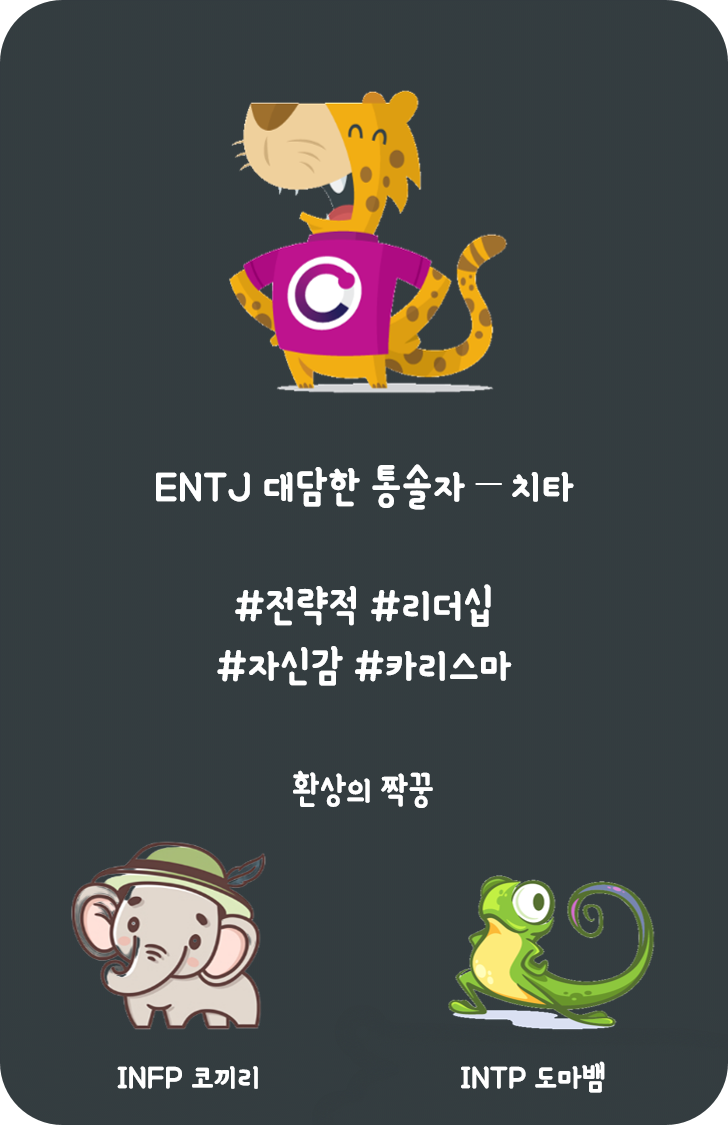 ENTJ 대담한 통솔자 – 치타
#전략적 #리더십
#자신감 #카리스마
환상의 짝꿍
INFP 코끼리
INTP 도마뱀